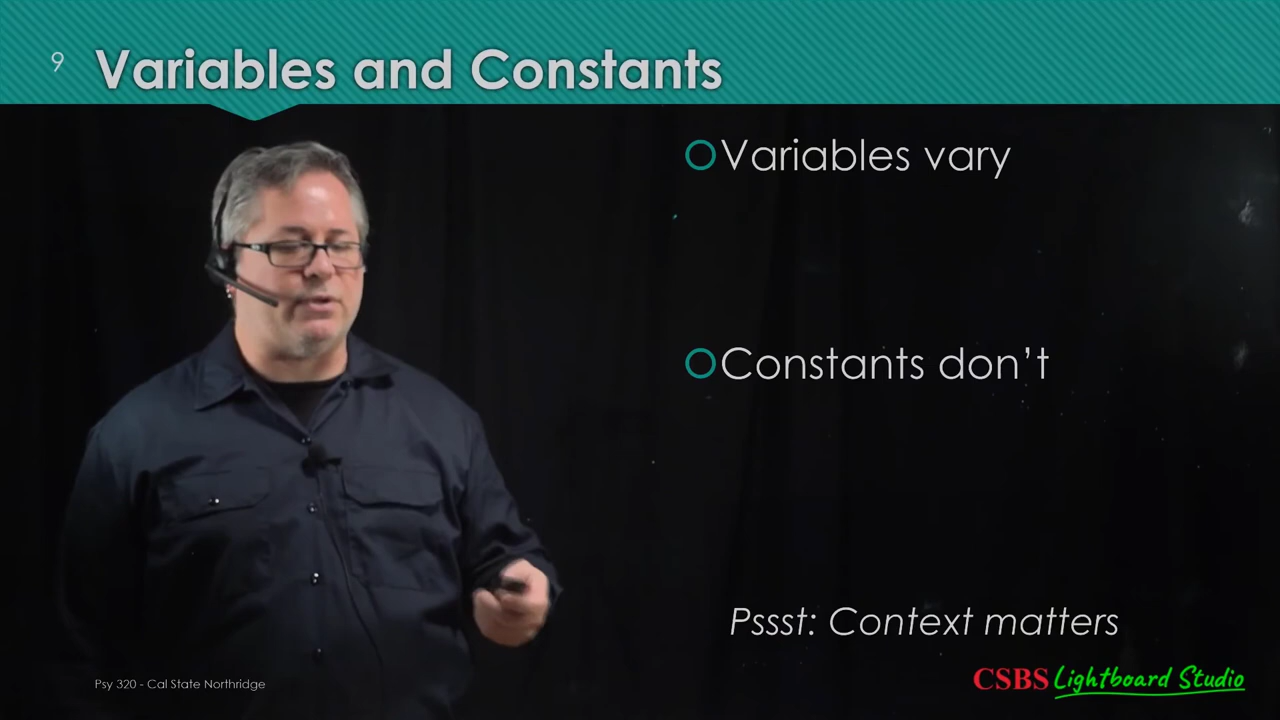 9
Variables and Constants
Variables vary
Constants don’t
Pssst: Context matters
Psy 320 - Cal State Northridge
CSBS Lightboard Studio